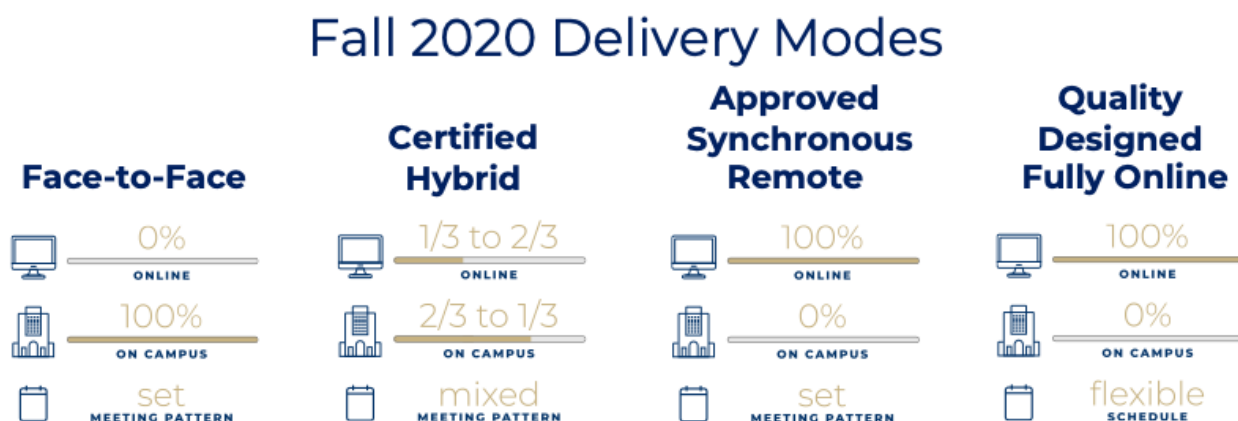 Fall 2020 Delivery Modes
Face-to-Face
0%
ONLINE
100%
ON CAMPUS
set
MEETING PATTERN
Certified
Hybrid
1/3 to 2/3
ONLINE
2/3 to 1/3
ON CAMPUS
mixed
MEETING PATTERN
Approved
Synchronous
Remote
100%
ONLINE
0%
ON CAMPUS
set
MEETING PATTERN
Quality
Designed
Fully Online
100%
ONLINE
0%
ON CAMPUS
flexible
SCHEDULE